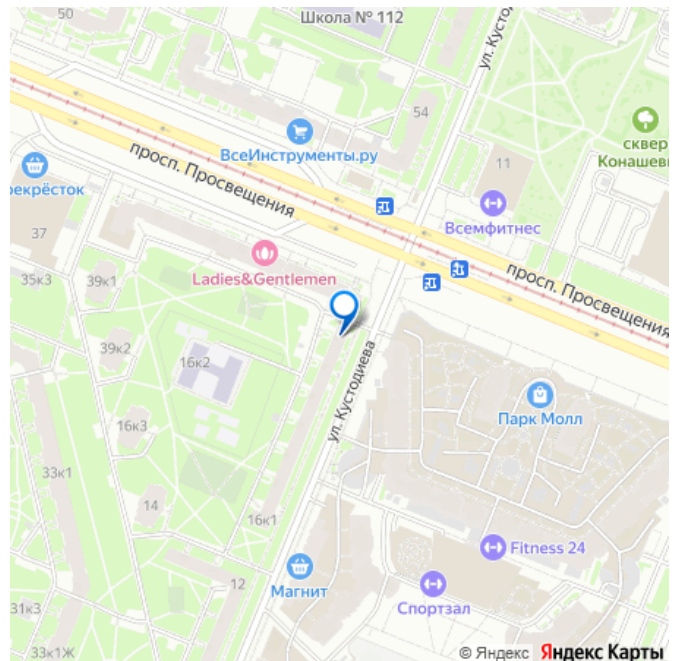 50
Школа № 112
ул. Кустод
54
ВсеИнструменты.ру
сквер
Конашеви
11
просп. Просвещения
рекрёсток
Всемфитнес
37
просп. Просвещения
35к3
39к1
Ladies&Gentlemen
39к2
16к2
ул. Кустодиева
Парк Молл
16к3
33к1
14
16к1
Fitness 24
12
Магнит
Спортзал
31к3
33к1Ж
© Яндекс Яндекс Карты